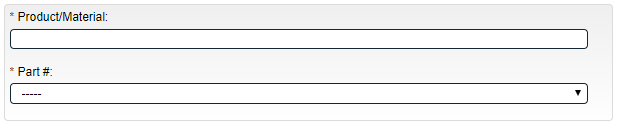 * Product/Material:
* Part #:
-----